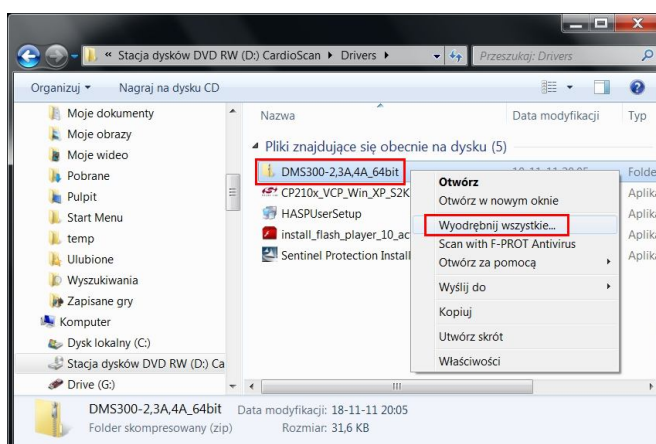 « Stacja dysków DVD RW (D:) CardioScan ▸ Drivers ▸
Przeszukaj: Drivers
Organizuj
Nagraj na dysku CD
Moje dokumenty
Moje obrazy
Moje wideo
Pobrane
Pulpit
Start Menu
temp
Ulubione
Wyszukiwania
Zapisane gry
Komputer
Dysk lokalny (C:)
Stacja dysków DVD RW (D:) Ca
Drive (G:)
Nazwa
Data modyfikacji
Typ
Pliki znajdujące się obecnie na dysku (5)
DMS300-2,3A,4A_64bit
18-11-11 20:05
Folde
CP210x_VCP_Win_XP_S2K
Aplika
HASPUserSetup
Aplika
install_flash_player_10_ac
Aplika
Sentinel Protection Install
Aplika
Otwórz
Otwórz w nowym oknie
Wyodrębnij wszystkie...
Scan with F-PROT Antivirus
Otwórz za pomocą
Wyślij do
Kopiuj
Utwórz skrót
Właściwości
DMS300-2,3A,4A_64bit
Data modyfikacji: 18-11-11 20:05
Folder skompresowany (zip)
Rozmiar: 31,6 KB